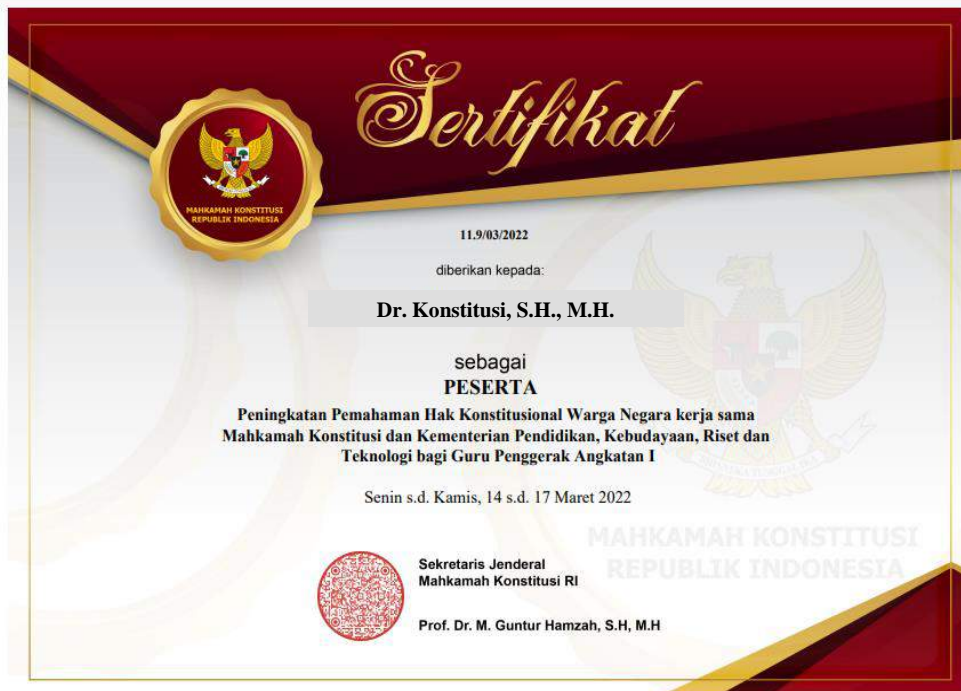 Sertifikat
MAHKAMAH KONSTITUSI
REPUBLIK INDONESIA
11.9/03/2022
diberikan kepada:
Dr. Konstitusi, S.H., M.H.
sebagai
PESERTA
Peningkatan Pemahaman Hak Konstitusional Warga Negara kerja sama
Mahkamah Konstitusi dan Kementerian Pendidikan, Kebudayaan, Riset dan
Teknologi bagi Guru Penggerak Angkatan I
Senin s.d. Kamis, 14 s.d. 17 Maret 2022
MAHKAMAH KONSTITUSI
REPUBLIK INDONESIA
Sekretaris Jenderal
Mahkamah Konstitusi RI
Prof. Dr. M. Guntur Hamzah, S.H, M.H